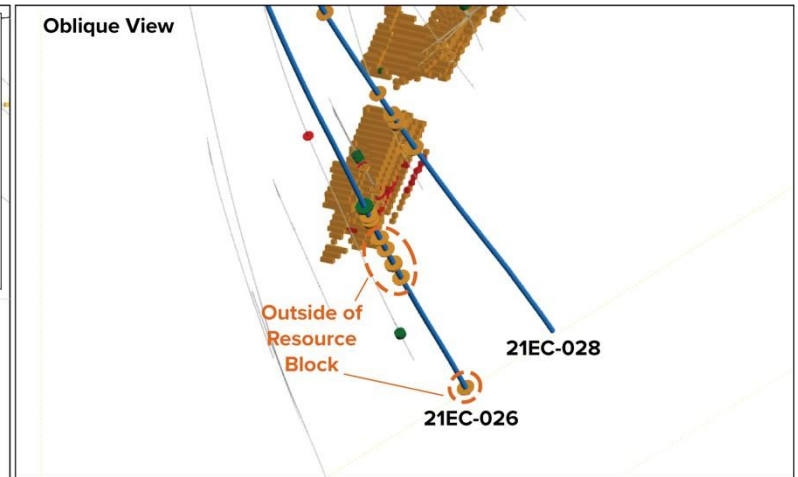 Oblique View
Outside of
Resource
Block
21EC-028
21EC-026